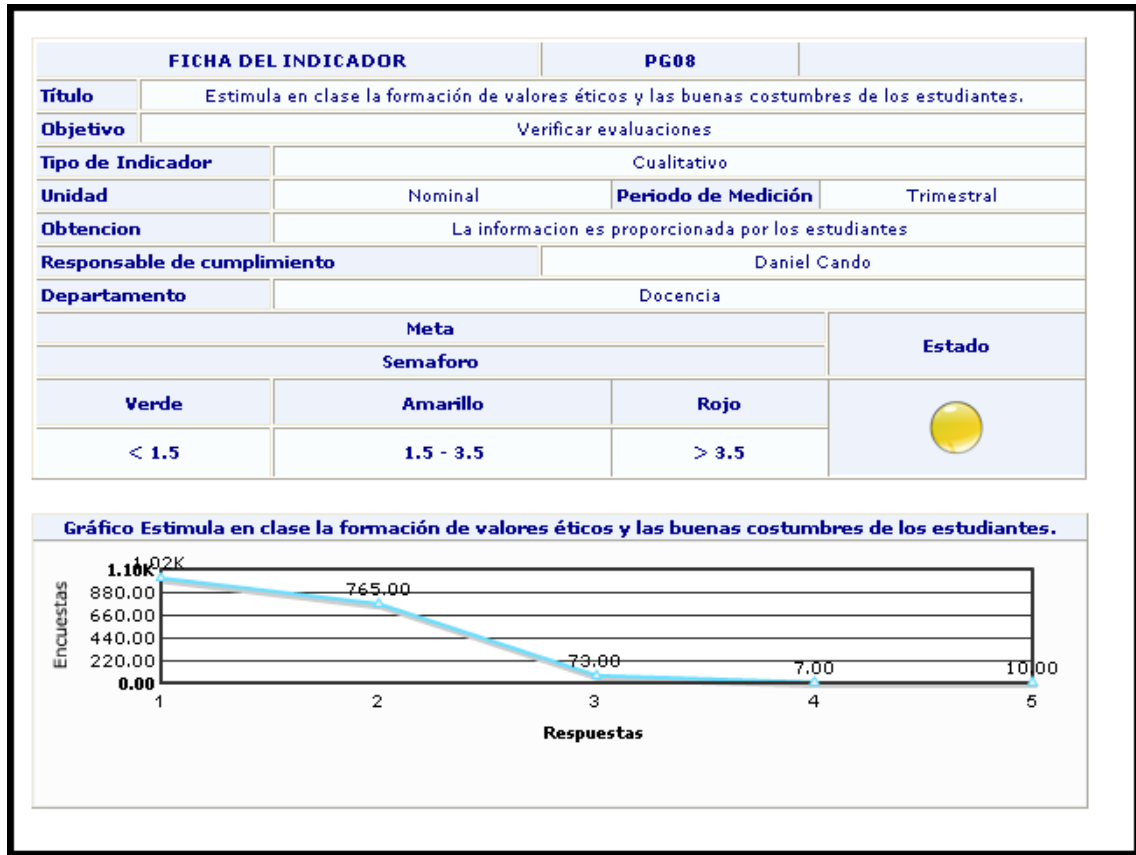 FICHA DEL INDICADOR PG08
Título Estimula en clase la formación de valores éticos y las buenas costumbres de los estudiantes.
Objetivo Verificar evaluaciones
Tipo de Indicador Cualitativo
Unidad Nominal Periodo de Medición Trimestral
Obtencion La informacion es proporcionada por los estudiantes
Responsable de cumplimiento Daniel Cando
Departamento Docencia
Meta
Semaforo
Estado
Verde Amarillo Rojo
< 1.5 1.5 - 3.5 > 3.5
Gráfico Estimula en clase la formación de valores éticos y las buenas costumbres de los estudiantes.
Encuestas
1.02K
1.10K
880.00
660.00
440.00
220.00
0.00
765.00
73.00
7.00
10.00
1 2 3 4 5
Respuestas